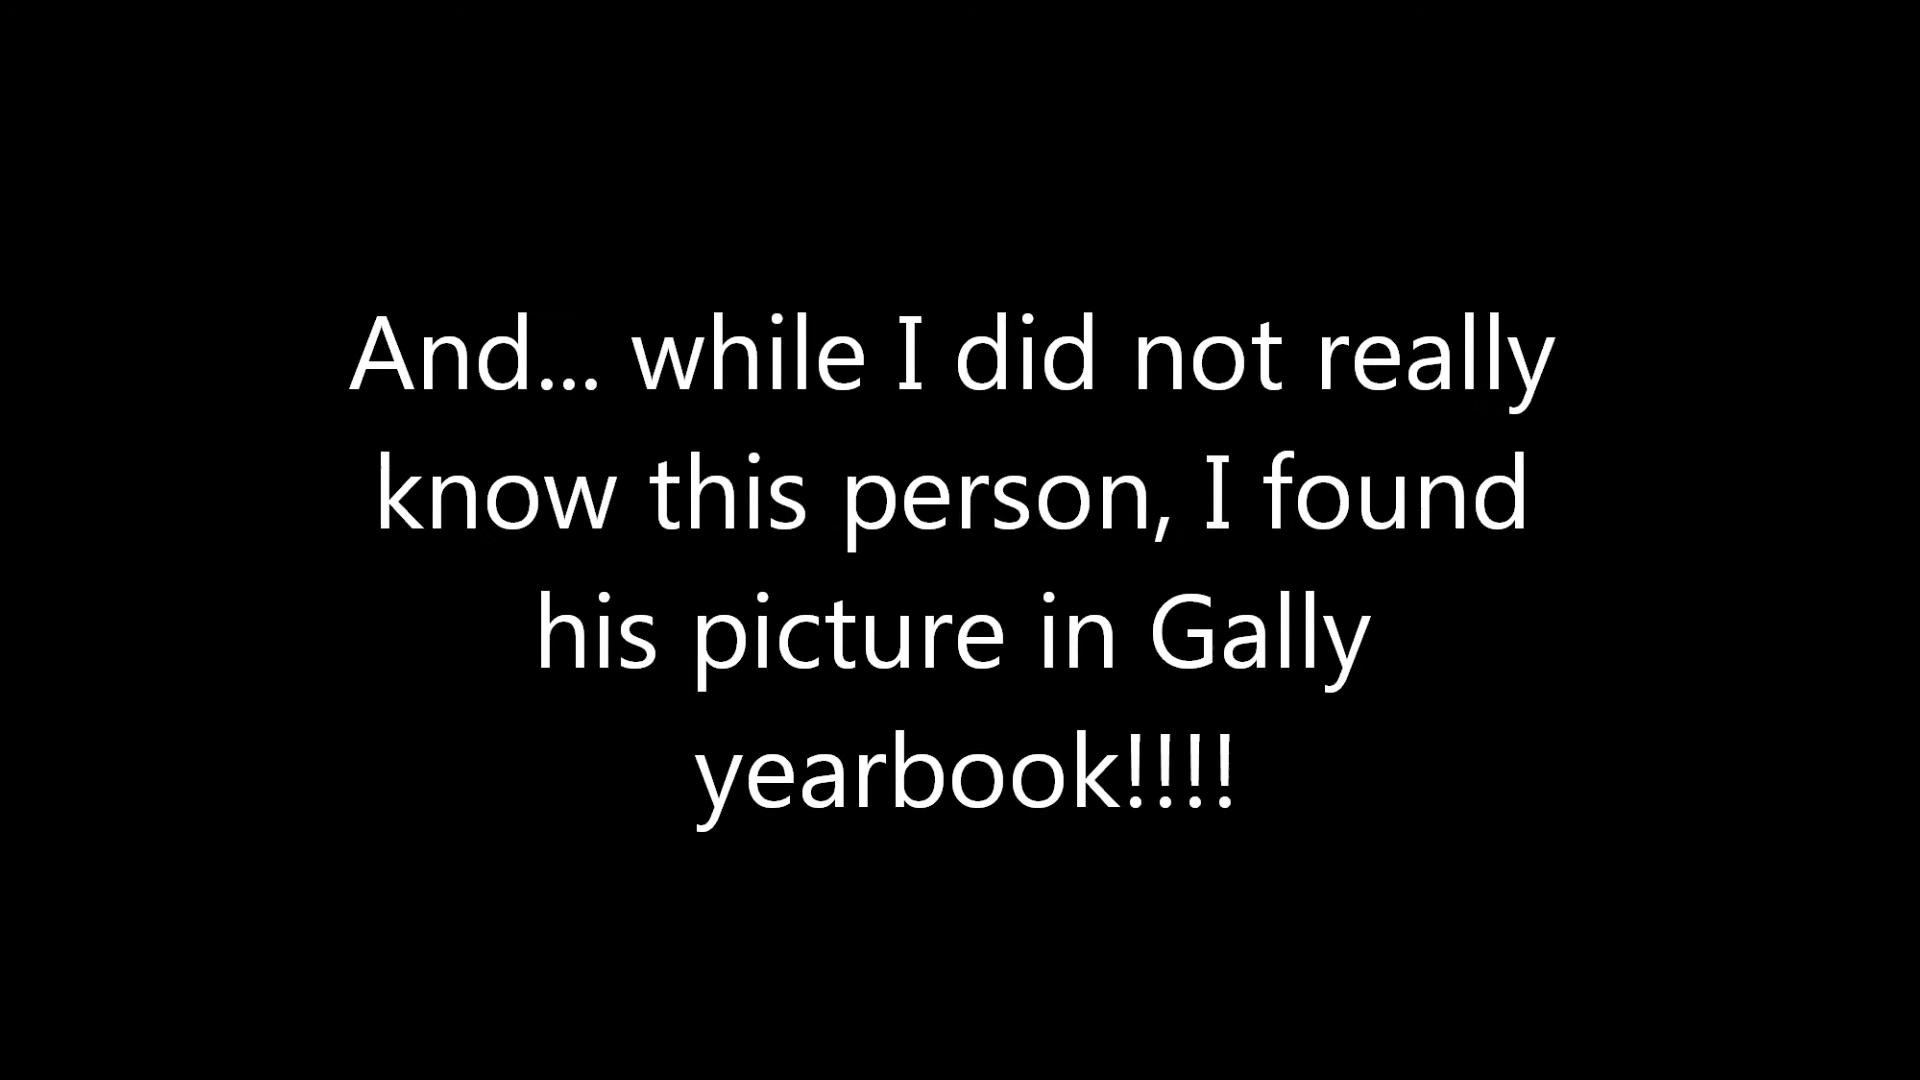 And... while I did not really
know this person, I found
his picture in Gally
yearbook!!!!